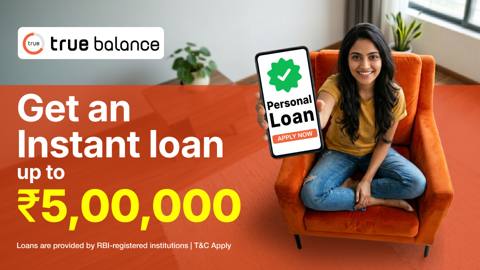 true
true balance
Get an
Instant loan
up to
₹5,00,000
Loans are provided by RBI-registered institutions | T&C Apply
Personal
Loan
APPLY NOW